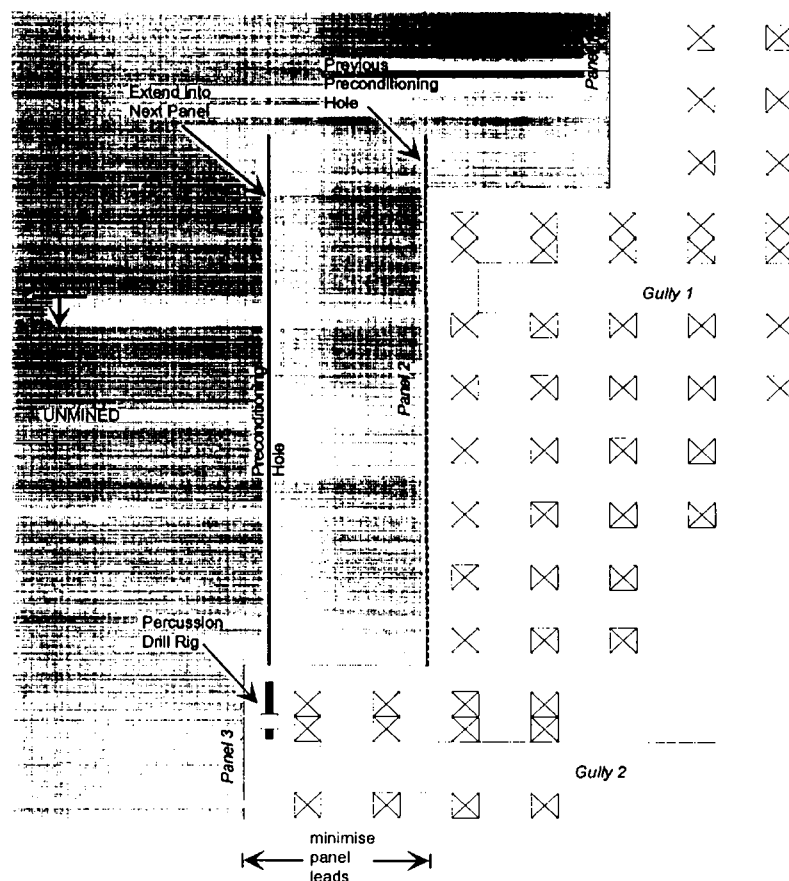 Previous
Preconditioning
Hole
Extend Into
Next Panel
Panel
Gully 1
Panel 2
UNMINED
Preconditioning
Hole
Percussion
Drill Rig
Panel 3
Gully 2
minimise
panel
leads